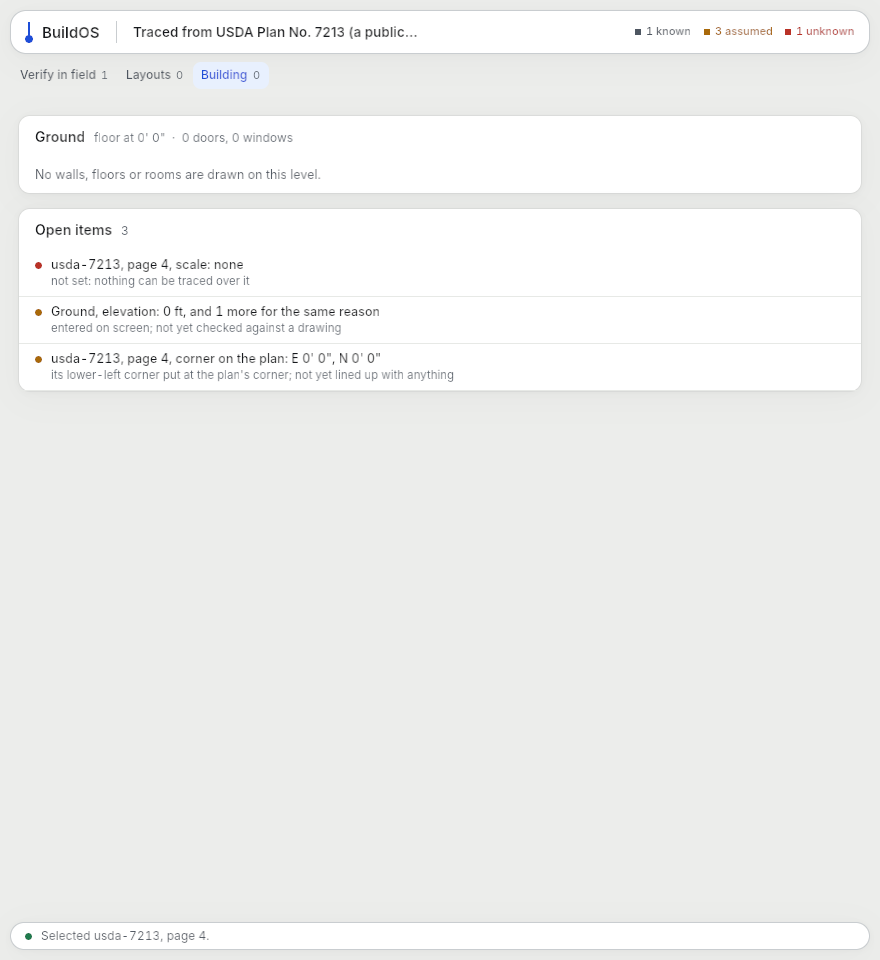 BuildOS
Traced from USDA Plan No. 7213 (a public...
1 known 3 assumed 1 unknown
Verify in field 1 Layouts 0 Building 0
Ground floor at 0' 0" · 0 doors, 0 windows
No walls, floors or rooms are drawn on this level.
Open items 3
usda-7213, page 4, scale: none
not set: nothing can be traced over it
Ground, elevation: 0 ft, and 1 more for the same reason
entered on screen; not yet checked against a drawing
usda-7213, page 4, corner on the plan: E 0' 0", N 0' 0"
its lower-left corner put at the plan's corner; not yet lined up with anything
Selected usda-7213, page 4.